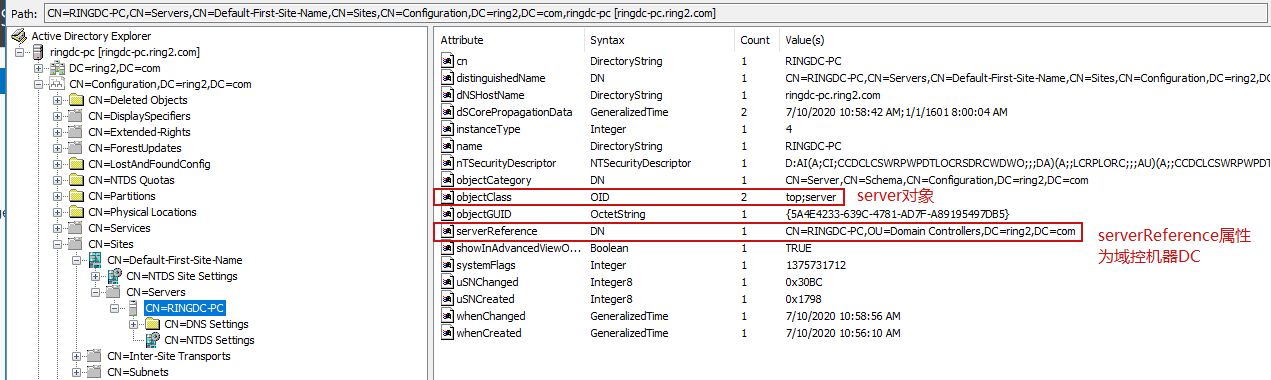 Path: CN=RINGDC-PC,CN=Servers,CN=Default-First-Site-Name,CN=Sites,CN=Configuration,DC=ring2,DC=com,ringdc-pc [ringdc-pc.ring2.com]
Active Directory Explorer
ringdc-pc [ringdc-pc.ring2.com]
DC=ring2,DC=com
CN=Configuration,DC=ring2,DC=com
CN=Deleted Objects
CN=DisplaySpecifiers
CN=Extended-Rights
CN=ForestUpdates
CN=LostAndFoundConfig
CN=NTDS Quotas
CN=Partitions
CN=Physical Locations
CN=Services
CN=Sites
CN=Default-First-Site-Name
CN=NTDS Site Settings
CN=Servers
CN=RINGDC-PC
CN=DNS Settings
CN=NTDS Settings
CN=Inter-Site Transports
CN=Subnets
Attribute Syntax Count Value(s)
cn DirectoryString 1 RINGDC-PC
distinguishedName DN 1 CN=RINGDC-PC,CN=Servers,CN=Default-First-Site-Name,CN=Sites,CN=Configuration,DC=ring2,DC
dNSHostName DirectoryString 1 ringdc-pc.ring2.com
dSCorePropagationData GeneralizedTime 2 7/10/2020 10:58:42 AM;1/1/1601 8:00:04 AM
instanceType Integer 1 4
name DirectoryString 1 RINGDC-PC
nTSecurityDescriptor NTSecurityDescriptor 1 D:AI(A;CI;CCDCLCSWRPWPDTLOCRSDRCWDWO;;;DA)(A;;LCRPLORC;;;AU)(A;;CCDCLCSWRPWPDT
objectCategory DN 1 CN=Server,CN=Schema,CN=Configuration,DC=ring2,DC=com
objectClass OID 2 top;server server对象
objectGUID OctetString 1 {5A4E4233-639C-4781-AD7F-A89195497DB5}
serverReference DN 1 CN=RINGDC-PC,OU=Domain Controllers,DC=ring2,DC=com
serverReference属性
为域控机器DC
showInAdvancedViewO... Boolean 1 TRUE
systemFlags Integer 1 1375731712
uSNChanged Integer8 1 0x30BC
uSNCreated Integer8 1 0x1798
whenChanged GeneralizedTime 1 7/10/2020 10:58:56 AM
whenCreated GeneralizedTime 1 7/10/2020 10:56:10 AM